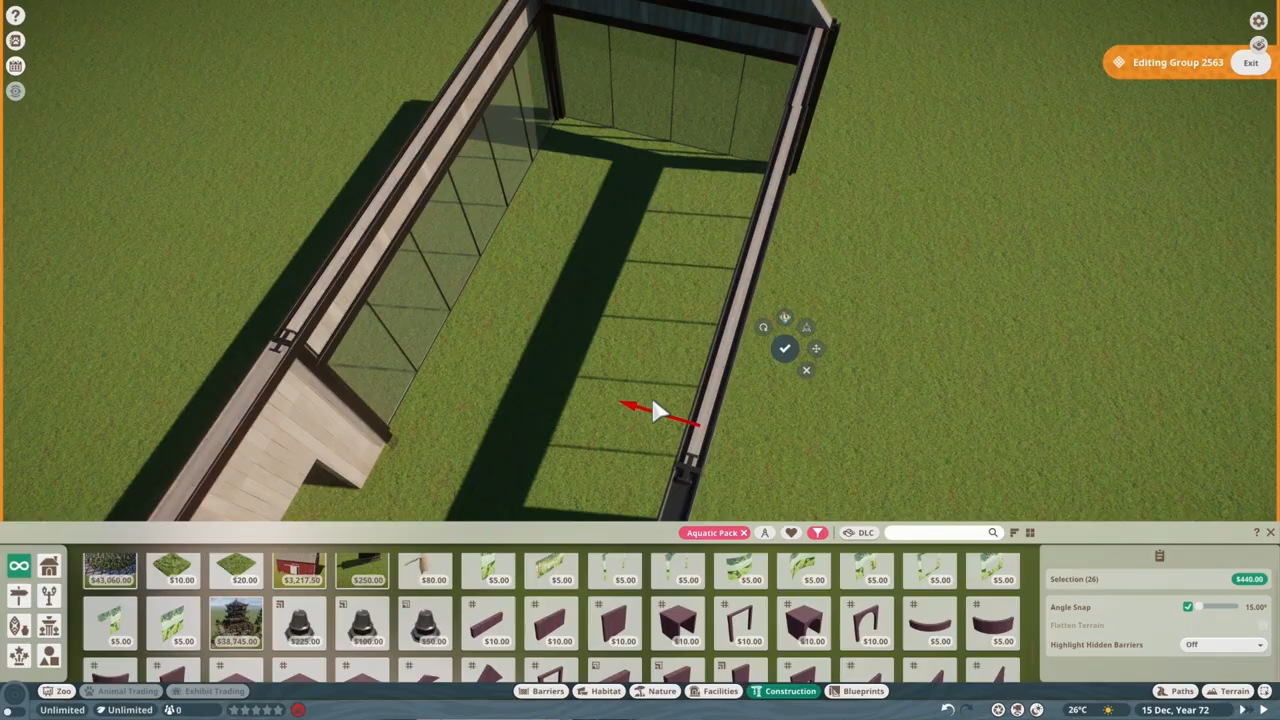 ?
Editing Group 2563
Exit
Aquatic Pack
DLC
?
$43,060.00 $10.00 $20.00 $3,217.50 $250.00 $80.00 $5.00 $5.00 $5.00 $5.00 $5.00 $5.00 $5.00 $5.00 $5.00
Selection (26) $440.00
Angle Snap 15.00°
Flatten Terrain
Highlight Hidden Barriers Off
$5.00 $5.00 $38,745.00 $225.00 $100.00 $50.00 $10.00 $10.00 $10.00 $10.00 $10.00 $10.00 $10.00 $5.00 $5.00
Zoo Animal Trading Exhibit Trading Barriers Habitat Nature Facilities Construction Blueprints Paths Terrain
Unlimited Unlimited 0 26°C 15 Dec, Year 72